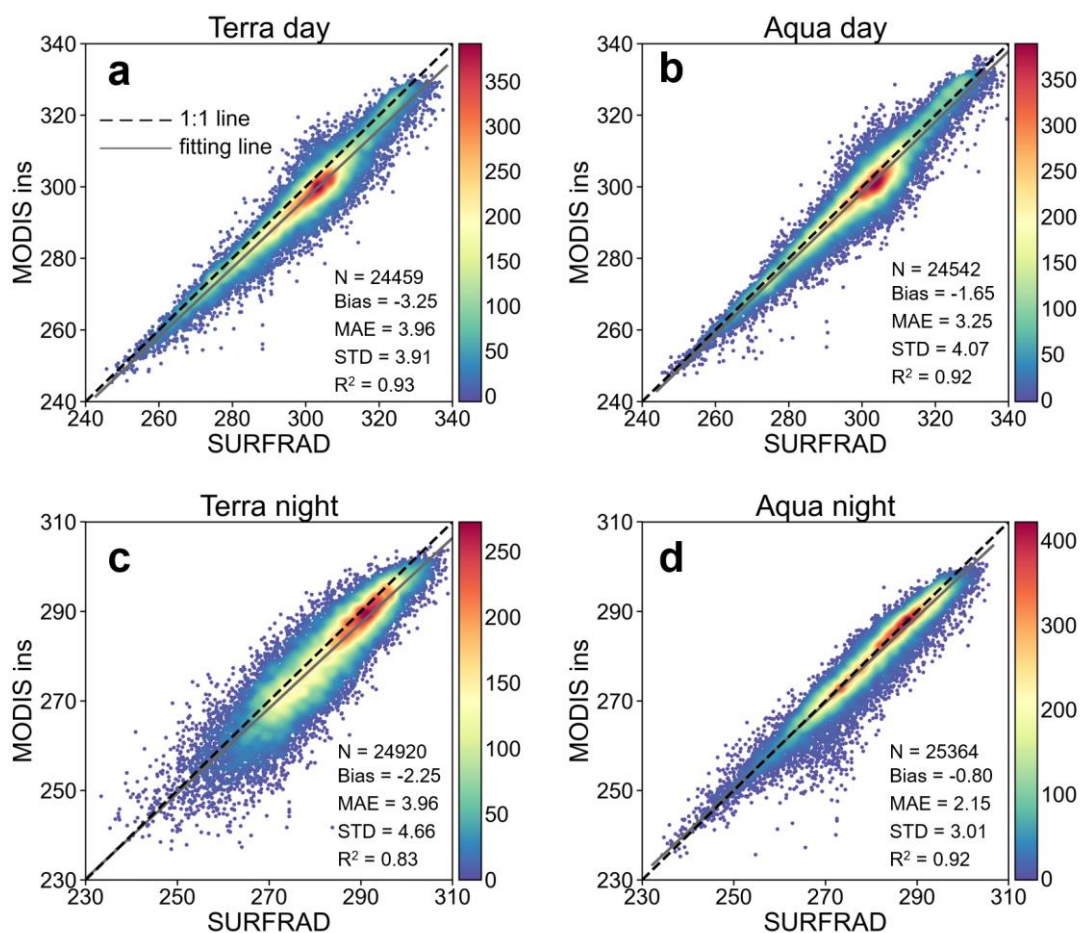 Terra day
a
1:1 line
fitting line
MODIS ins
340
320
300
280
260
240
240 260 280 300 320 340
SURFRAD
N = 24459
Bias = -3.25
MAE = 3.96
STD = 3.91
R² = 0.93
350
300
250
200
150
100
50
0
Aqua day
b
MODIS ins
340
320
300
280
260
240
240 260 280 300 320 340
SURFRAD
N = 24542
Bias = -1.65
MAE = 3.25
STD = 4.07
R² = 0.92
350
300
250
200
150
100
50
0
Terra night
c
MODIS ins
310
290
270
250
230
230 250 270 290 310
SURFRAD
N = 24920
Bias = -2.25
MAE = 3.96
STD = 4.66
R² = 0.83
250
200
150
100
50
0
Aqua night
d
MODIS ins
310
290
270
250
230
230 250 270 290 310
SURFRAD
N = 25364
Bias = -0.80
MAE = 2.15
STD = 3.01
R² = 0.92
400
300
200
100
0